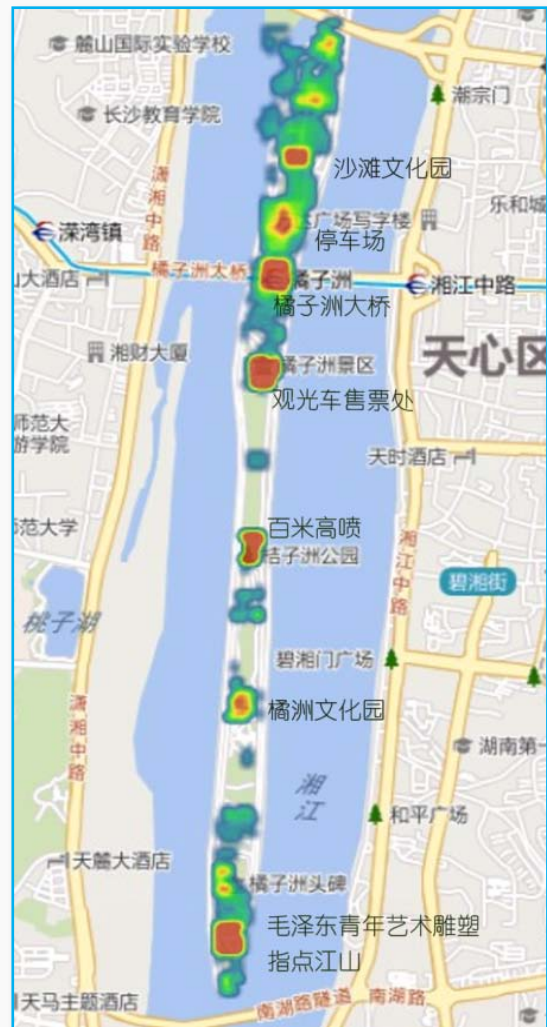 麓山国际实验学校
长沙教育学院
潮宗门
沙滩文化园
潇湘中路
乐和城
广场写字楼
停车场
溁湾镇
橘子洲大桥
橘子洲
湘江中路
山大酒店
橘子洲大桥
湘财大厦
橘子洲景区
天心区
观光车售票处
师范大
游学院
天时酒店
百米高喷
范大学
桔子洲公园
湘江中路
碧湘街
桃子湖
碧湘门广场
潇湘中路
橘洲文化园
湖南第一
湘江
和平广场
天麓大酒店
橘子洲头碑
毛泽东青年艺术雕塑
指点江山
天马主题酒店
南湖路隧道
南湖路